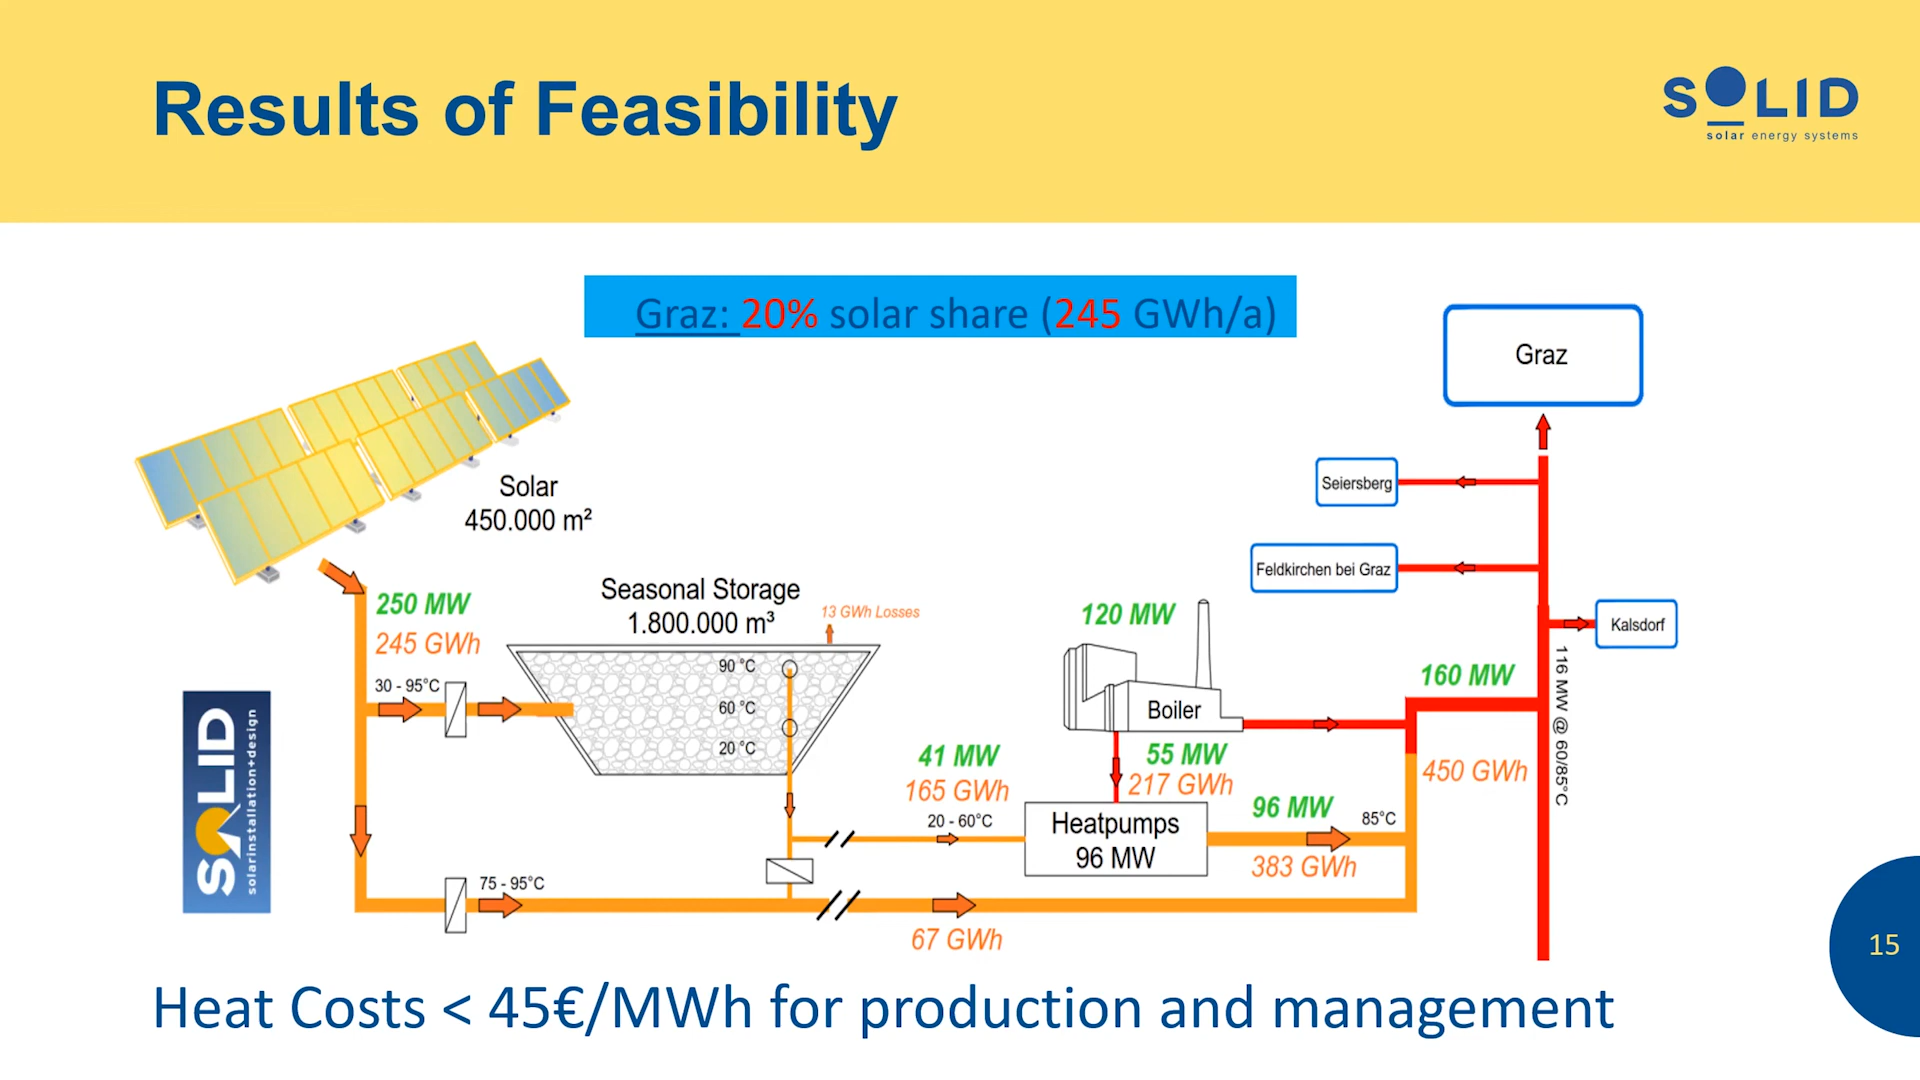 Results of Feasibility
SOLID
solar energy systems
Graz: 20% solar share (245 GWh/a)
Graz
Solar
450.000 m²
Seiersberg
Feldkirchen bei Graz
Kalsdorf
250 MW
245 GWh
30 - 95°C
Seasonal Storage
1.800.000 m³
13 GWh Losses
90 °C
60 °C
20 °C
120 MW
Boiler
160 MW
116 MW @ 60/85°C
450 GWh
41 MW
165 GWh
20 - 60°C
55 MW
217 GWh
Heatpumps
96 MW
96 MW
383 GWh
85°C
SOLID
solarinstallation+design
75 - 95°C
67 GWh
15
Heat Costs < 45€/MWh for production and management